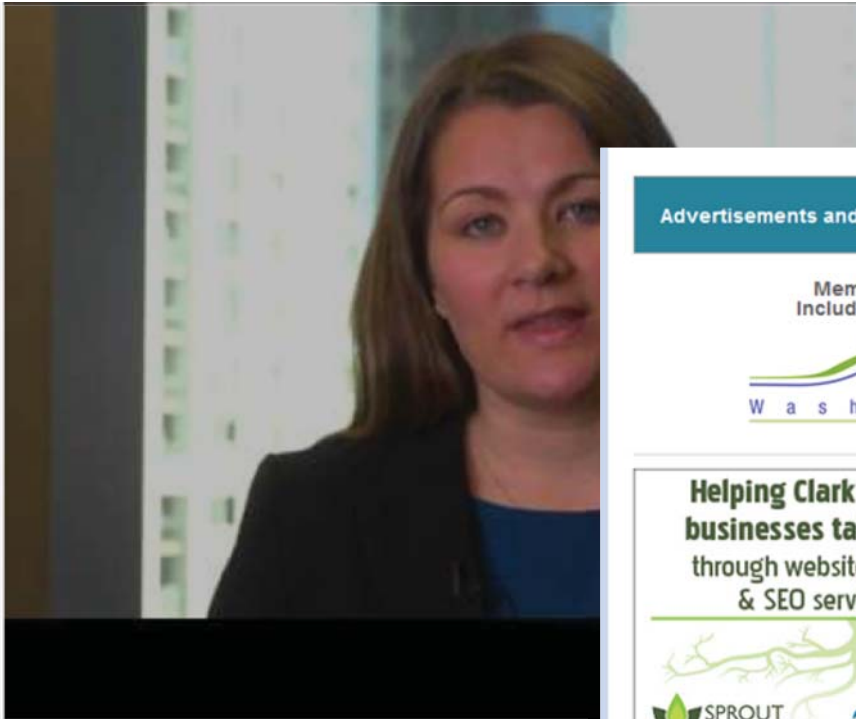 Advertisements and
Mem
Includ
W a s h
Helping Clark
businesses ta
through websit
& SEO serv
SPROUT